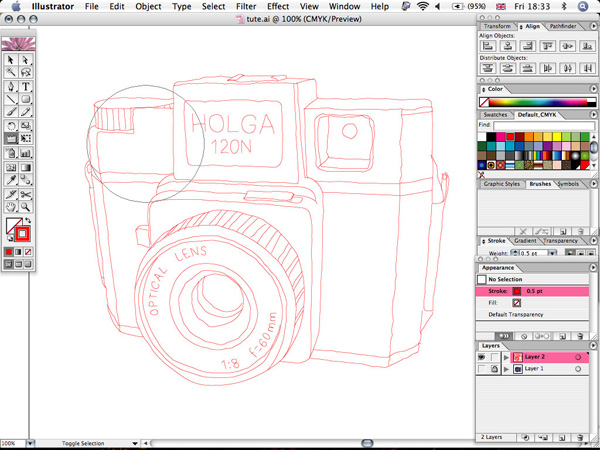 Illustrator File Edit Object Type Select Filter Effect View Window Help (95%) Fri 18:33
tute.ai @ 100% (CMYK/Preview)
Transform Align Pathfinder
Align Objects:
Distribute Objects:
Color
Swatches Default_CMYK
Find:
Graphic Styles Brushes Symbols
Stroke Gradient Transparency
Weight: 0.5 pt
Appearance
No Selection
Stroke: 0.5 pt
Fill:
Default Transparency
Layers
Layer 2
Layer 1
2 Layers
HOLGA
120N
OPTICAL LENS
1:8 f=60mm
100% Toggle Selection